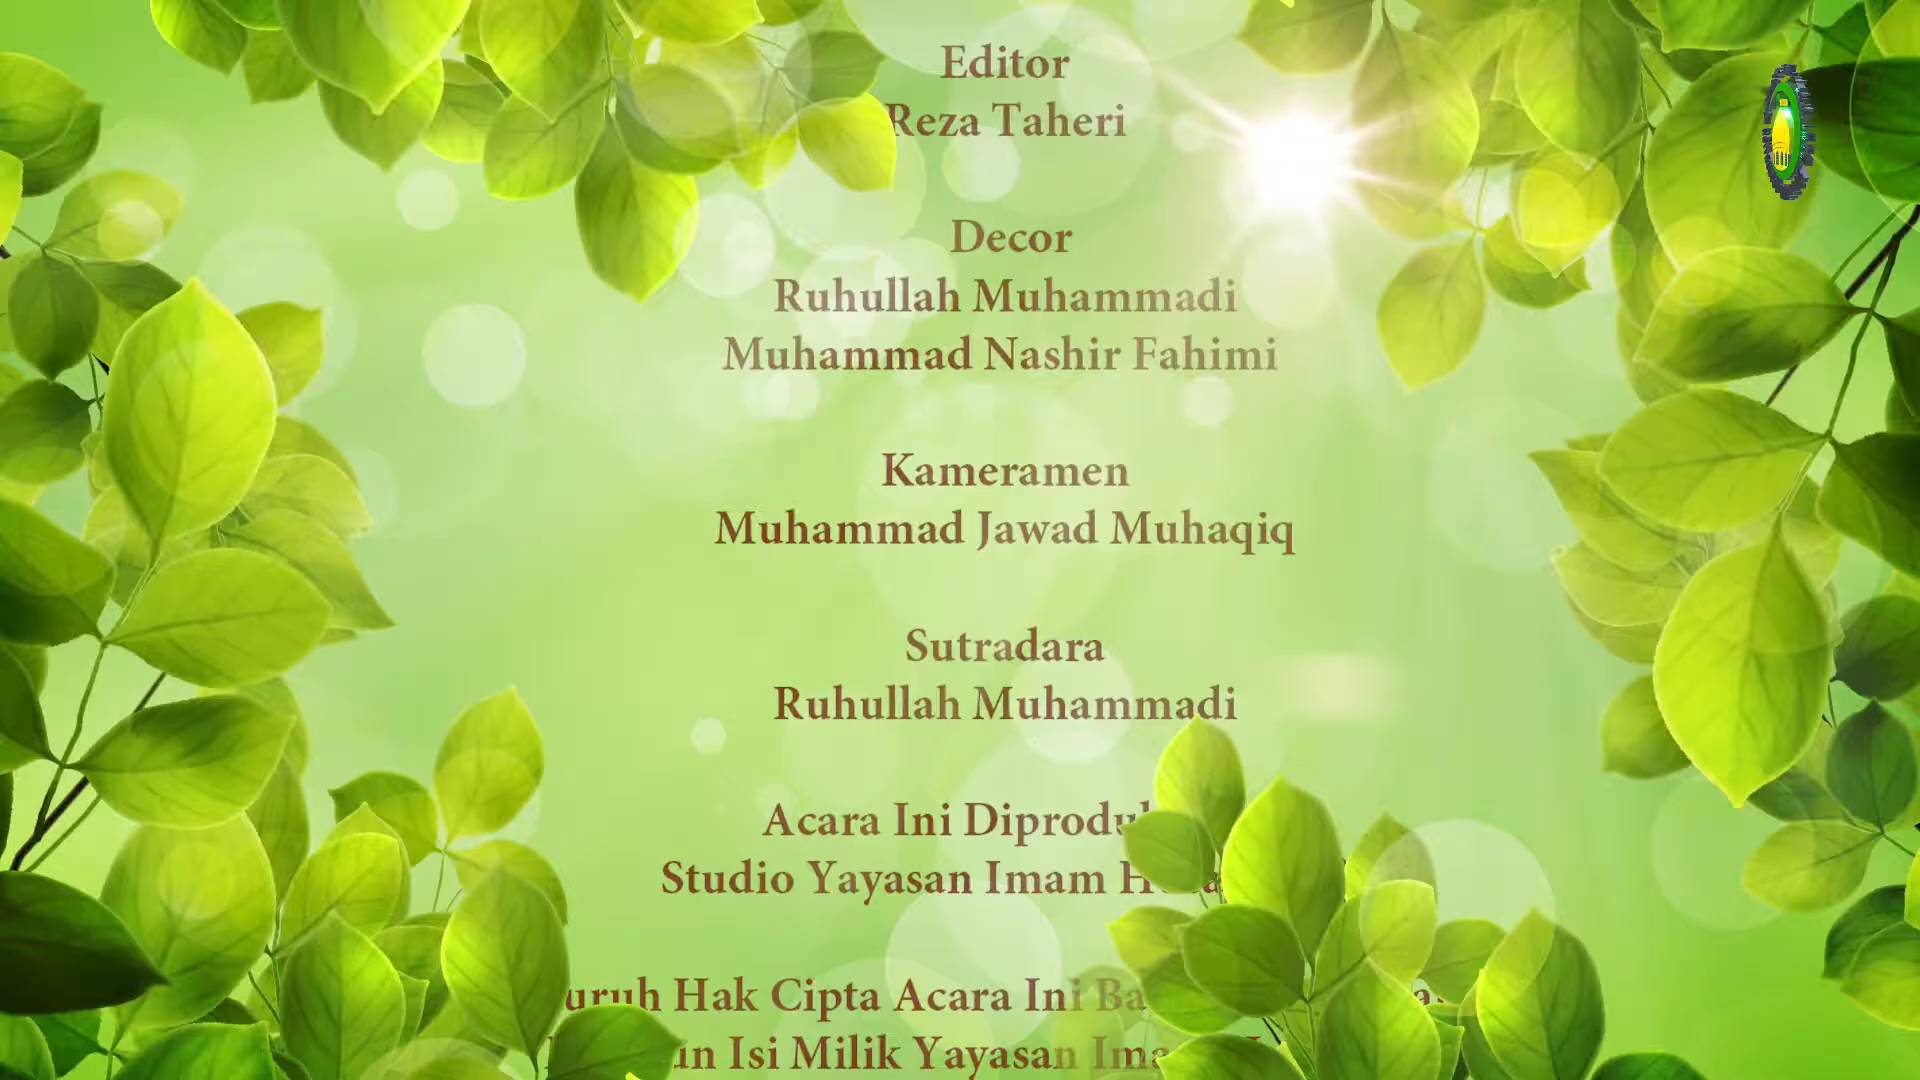 Editor
Reza Taheri
Decor
Ruhullah Muhammadi
Muhammad Nashir Fahimi
Kameramen
Muhammad Jawad Muhaqiq
Sutradara
Ruhullah Muhammadi
Acara Ini
Studio Yayasan Imam
Hak Cipta Acara Ini
Isi Milik Yayasan